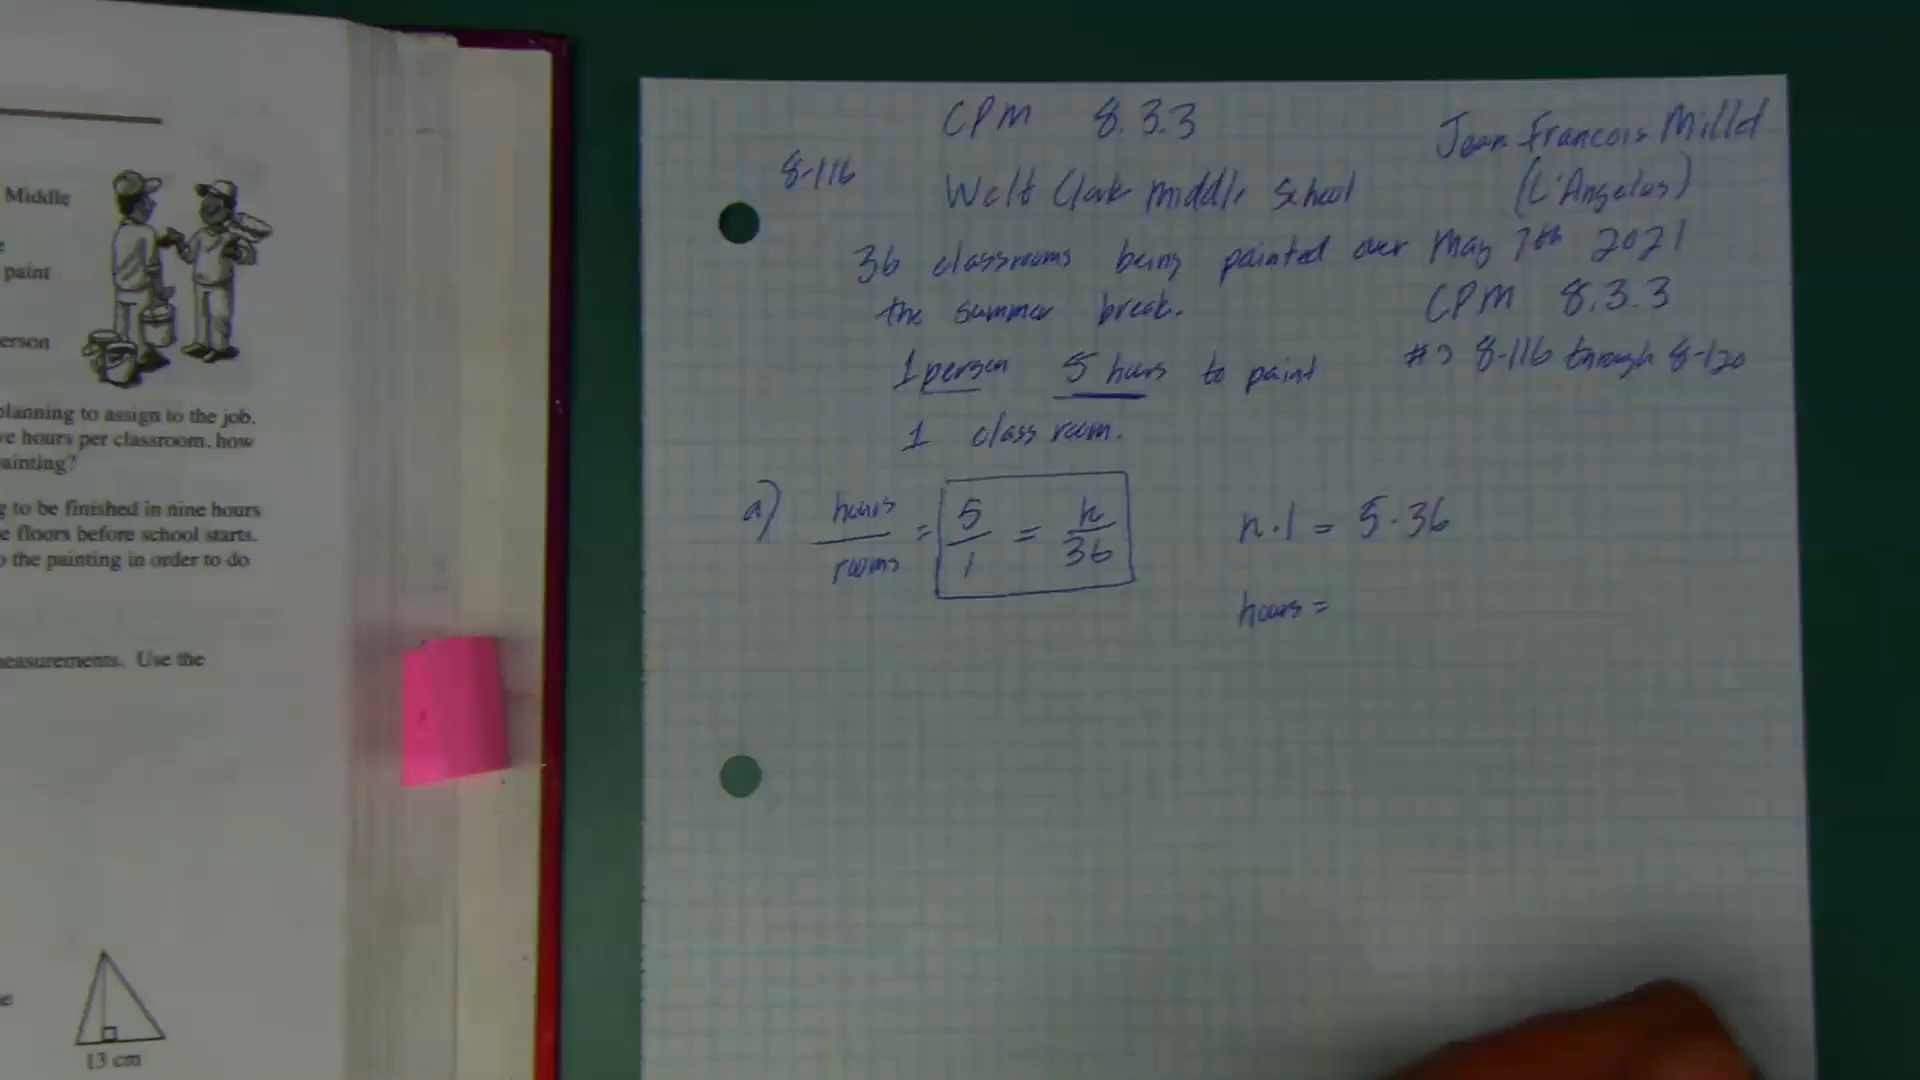 Middle
paint
erson
planning to assign to the job.
ve hours per classroom, how
ainting?
g to be finished in nine hours
e floors before school starts.
o the painting in order to do
easurements. Use the
e
13 cm
CPM 8.3.3
8-116
Walt Clark Middle School
36 classrooms being painted over
the summer break.
1 person 5 hours to paint
1 class room.
Jean Francois Millet
(L'Angelus)
May 7th 2021
CPM 8.3.3
#s 8-116 through 8-120
a) hours / rooms = 5/1 = h/36
h·1 = 5·36
hours =